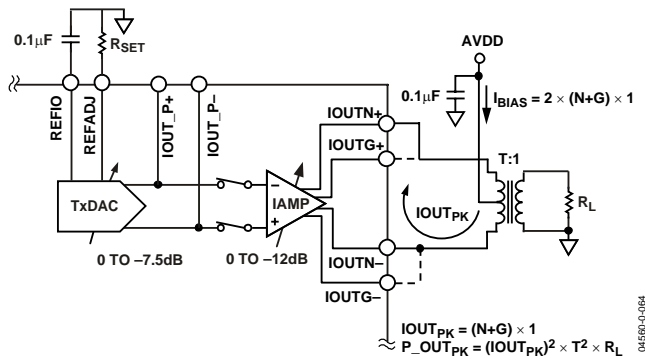 0.1μF
RSET
REFIO
REFADJ
IOUT_P+
IOUT_P–
TxDAC
0 TO –7.5dB
IAMP
0 TO –12dB
IOUTN+
IOUTG+
IOUTN–
IOUTG–
AVDD
0.1μF
IBIAS = 2 × (N+G) × 1
T:1
IOUTPK
RL
IOUTPK = (N+G) × 1
P_OUTPK = (IOUTPK)² × T² × RL
04560-0-064